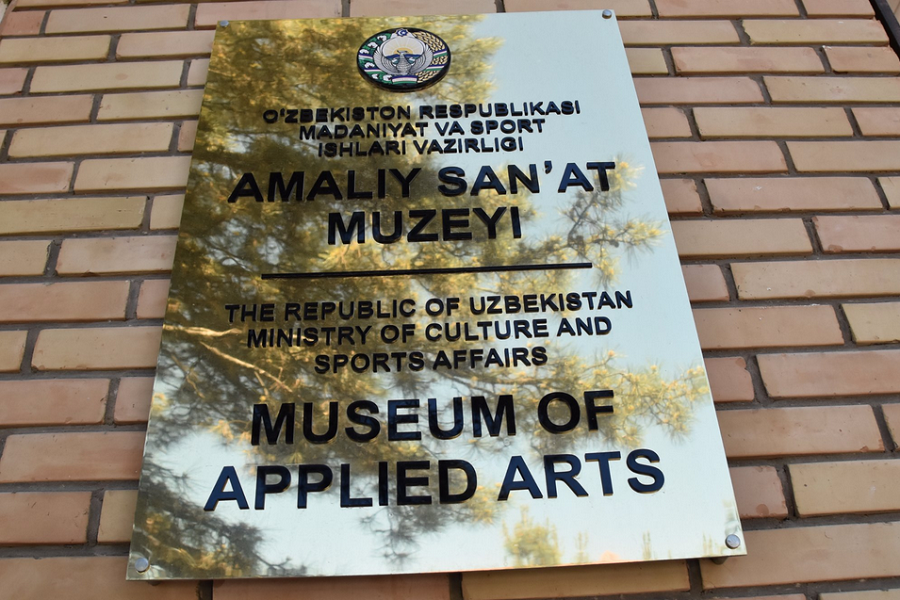 O'ZBEKISTON RESPUBLIKASI
MADANIYAT VA SPORT
ISHLARI VAZIRLIGI
AMALIY SAN'AT
MUZEYI
THE REPUBLIC OF UZBEKISTAN
MINISTRY OF CULTURE AND
SPORTS AFFAIRS
MUSEUM OF
APPLIED ARTS